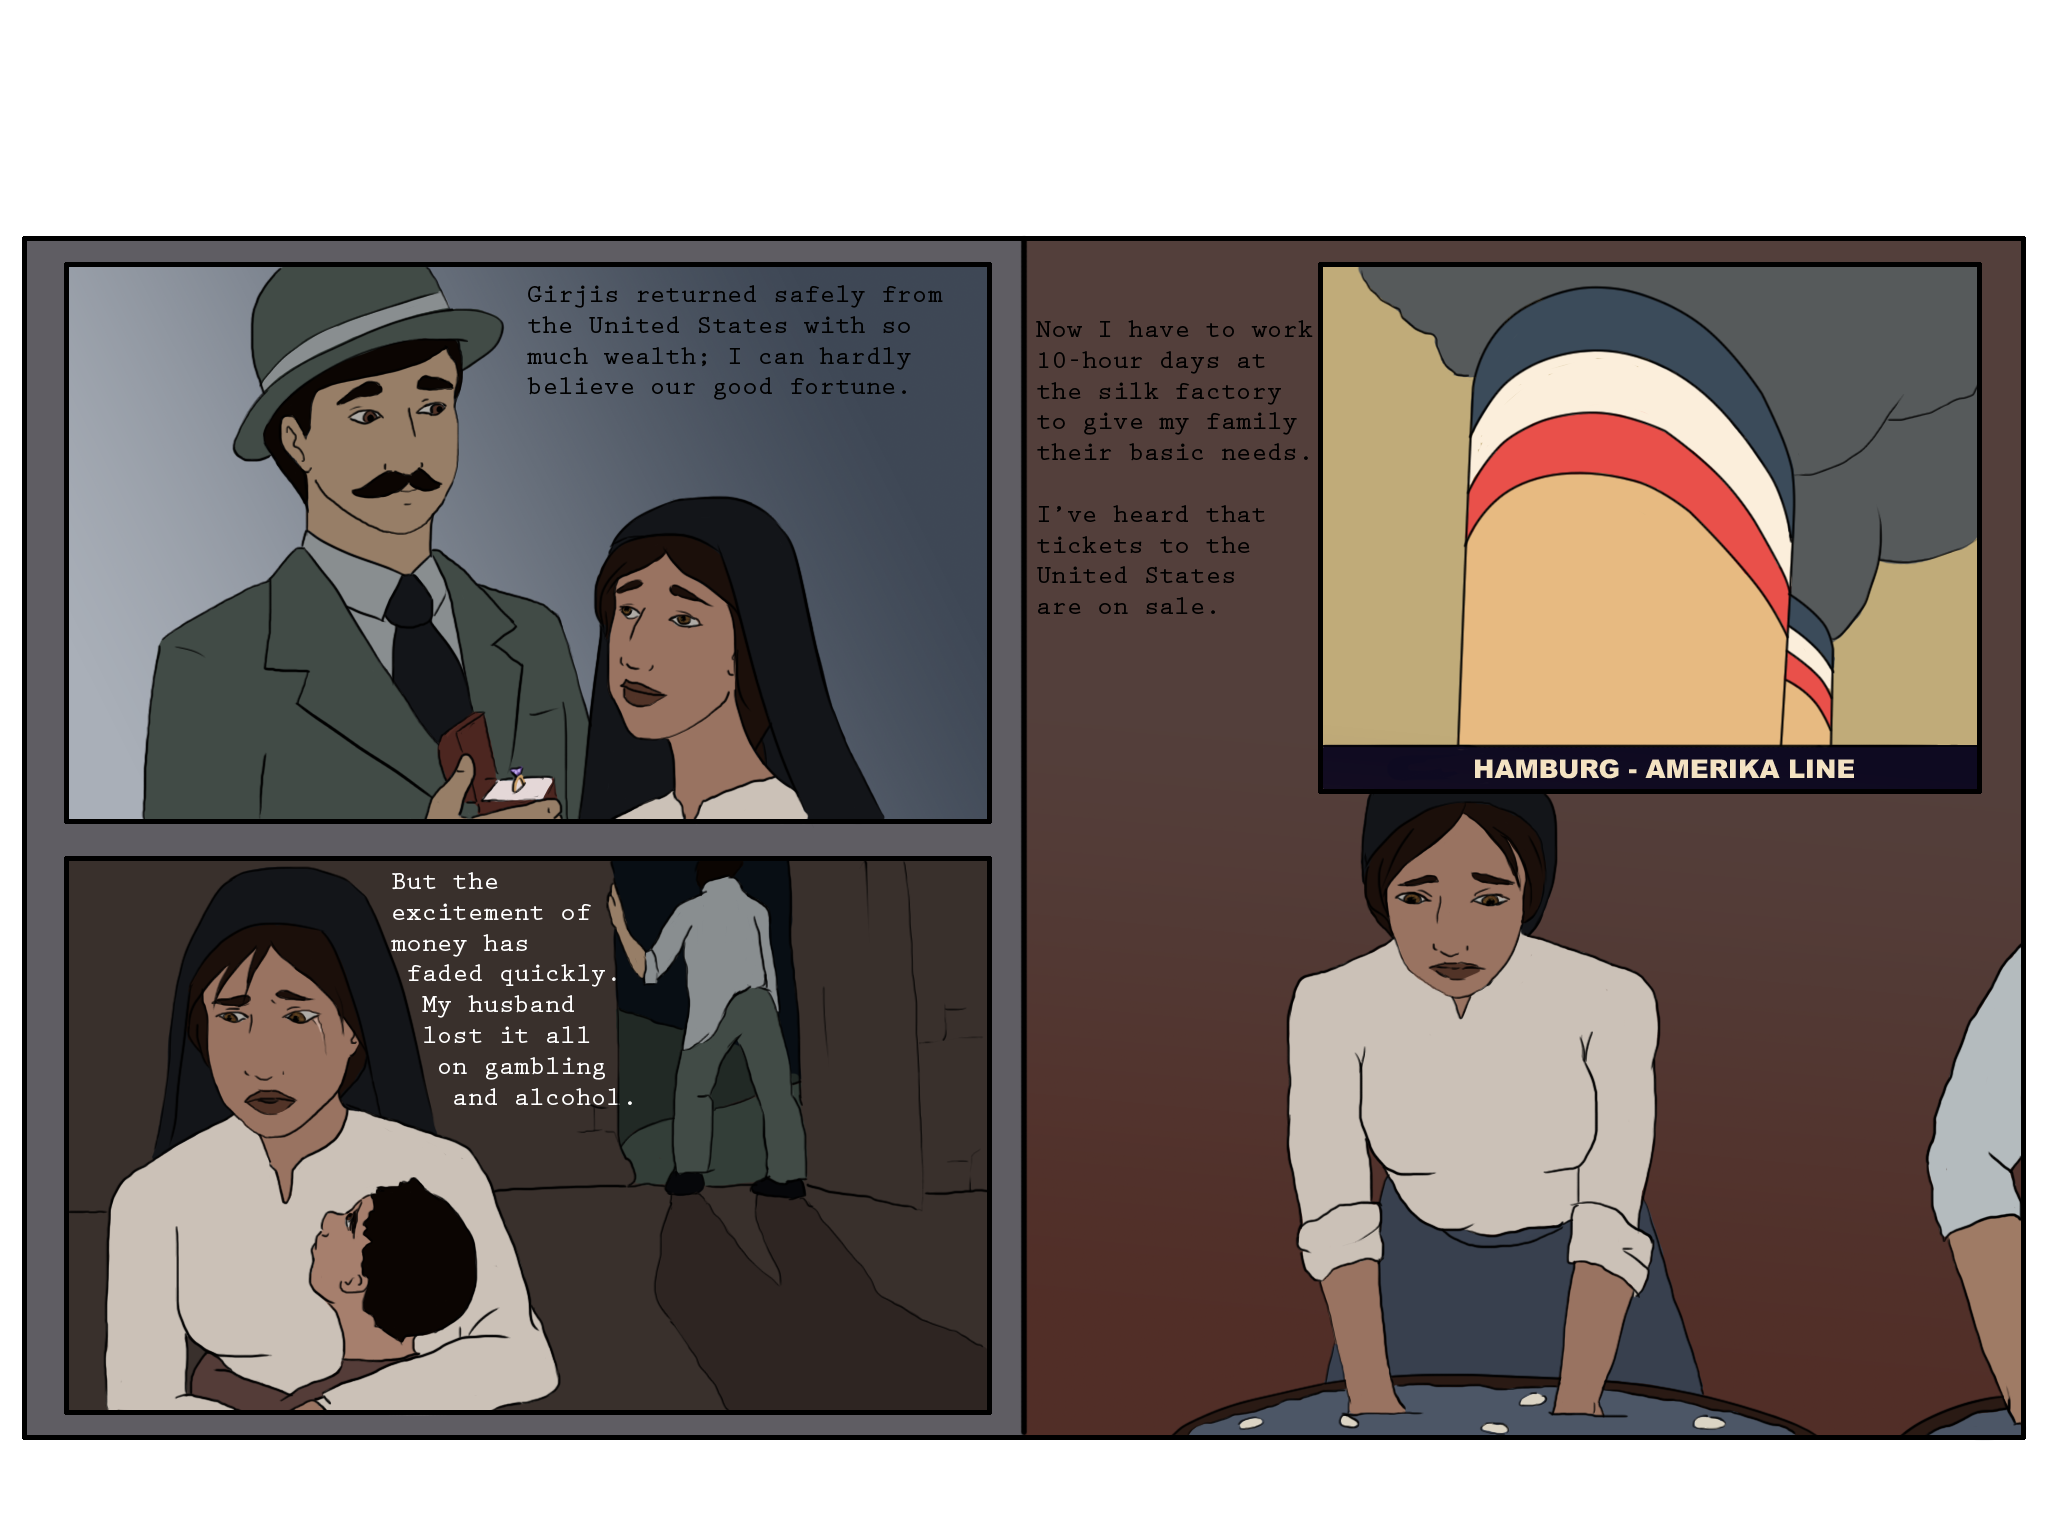 Girjis returned safely from
the United States with so
much wealth; I can hardly
believe our good fortune.
But the
excitement of
money has
faded quickly.
My husband
lost it all
on gambling
and alcohol.
Now I have to work
10-hour days at
the silk factory
to give my family
their basic needs.
I've heard that
tickets to the
United States
are on sale.
HAMBURG - AMERIKA LINE